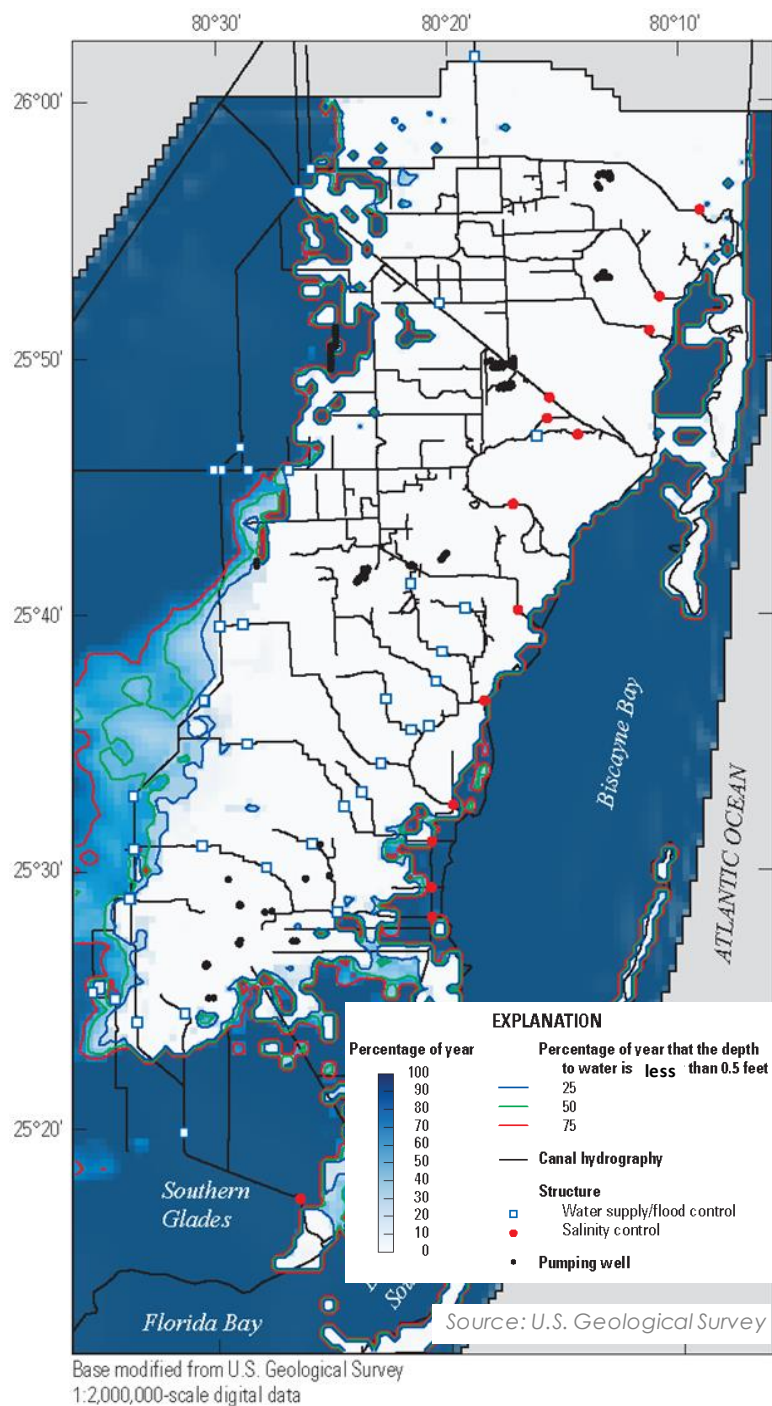 80°30'
80°20'
80°10'
26°00'
25°50'
25°40'
25°30'
25°20'
Biscayne Bay
ATLANTIC OCEAN
Southern
Glades
Florida Bay
EXPLANATION
Percentage of year
100
90
80
70
60
50
40
30
20
10
0
Percentage of year that the depth
to water is less than 0.5 feet
25
50
75
Canal hydrography
Structure
Water supply/flood control
Salinity control
Pumping well
Source: U.S. Geological Survey
Base modified from U.S. Geological Survey
1:2,000,000-scale digital data